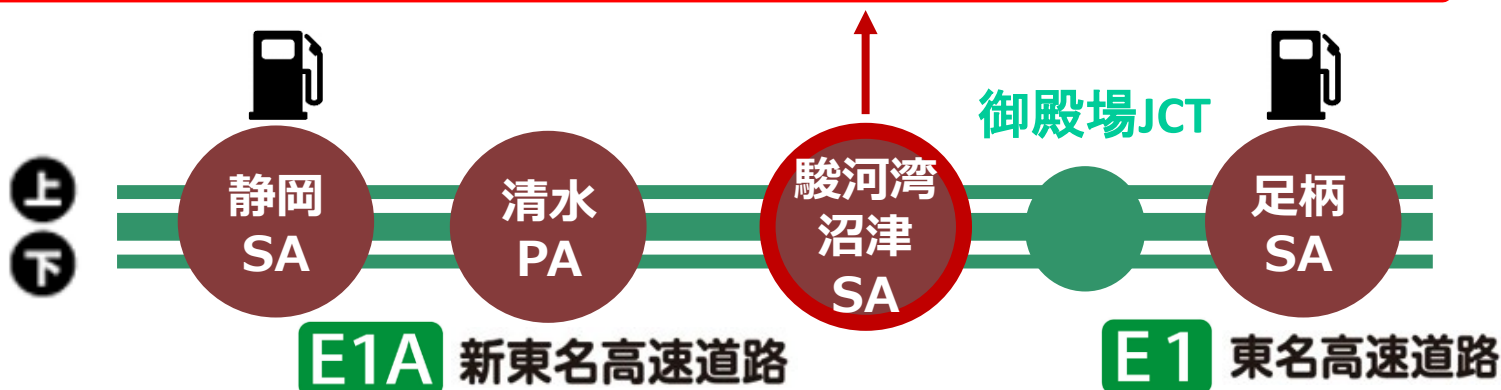 御殿場JCT
上
下
静岡
SA
清水
PA
駿河湾
沼津
SA
足柄
SA
E1A 新東名高速道路
E1 東名高速道路